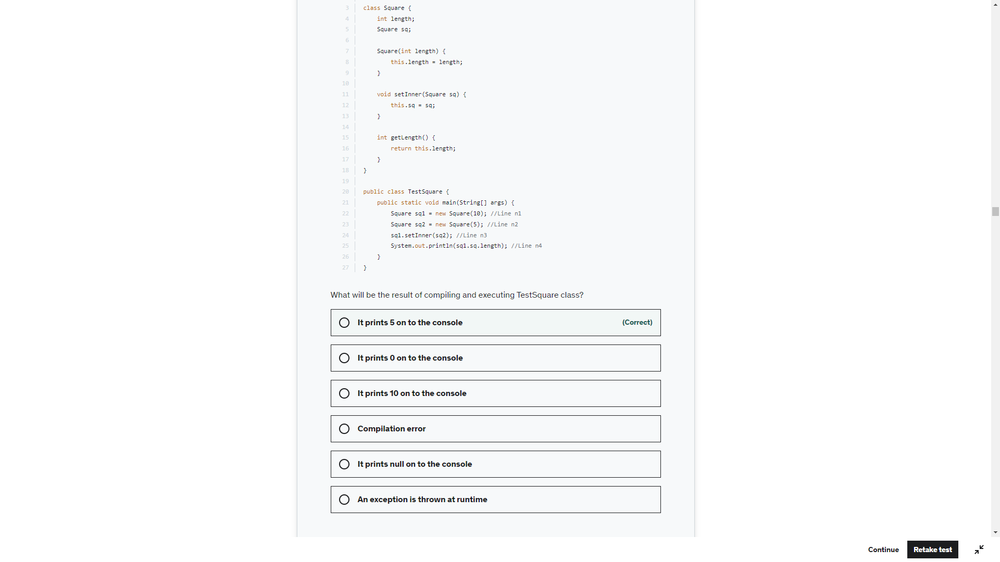 3 class Square {
4 int length;
5 Square sq;
6
7 Square(int length) {
8 this.length = length;
9 }
10
11 void setInner(Square sq) {
12 this.sq = sq;
13 }
14
15 int getLength() {
16 return this.length;
17 }
18 }
19
20 public class TestSquare {
21 public static void main(String[] args) {
22 Square sq1 = new Square(10); //Line n1
23 Square sq2 = new Square(5); //Line n2
24 sq1.setInner(sq2); //Line n3
25 System.out.println(sq1.sq.length); //Line n4
26 }
27 }
What will be the result of compiling and executing TestSquare class?
It prints 5 on to the console (Correct)
It prints 0 on to the console
It prints 10 on to the console
Compilation error
It prints null on to the console
An exception is thrown at runtime
Continue Retake test